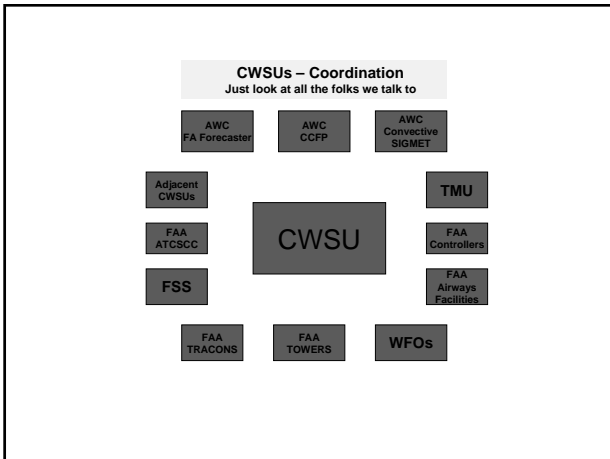 CWSUs – Coordination
Just look at all the folks we talk to
AWC
FA Forecaster
AWC
CCFP
AWC
Convective
SIGMET
Adjacent
CWSUs
TMU
CWSU
FAA
ATCSCC
FAA
Controllers
FSS
FAA
Airways
Facilities
FAA
TRACONS
FAA
TOWERS
WFOs